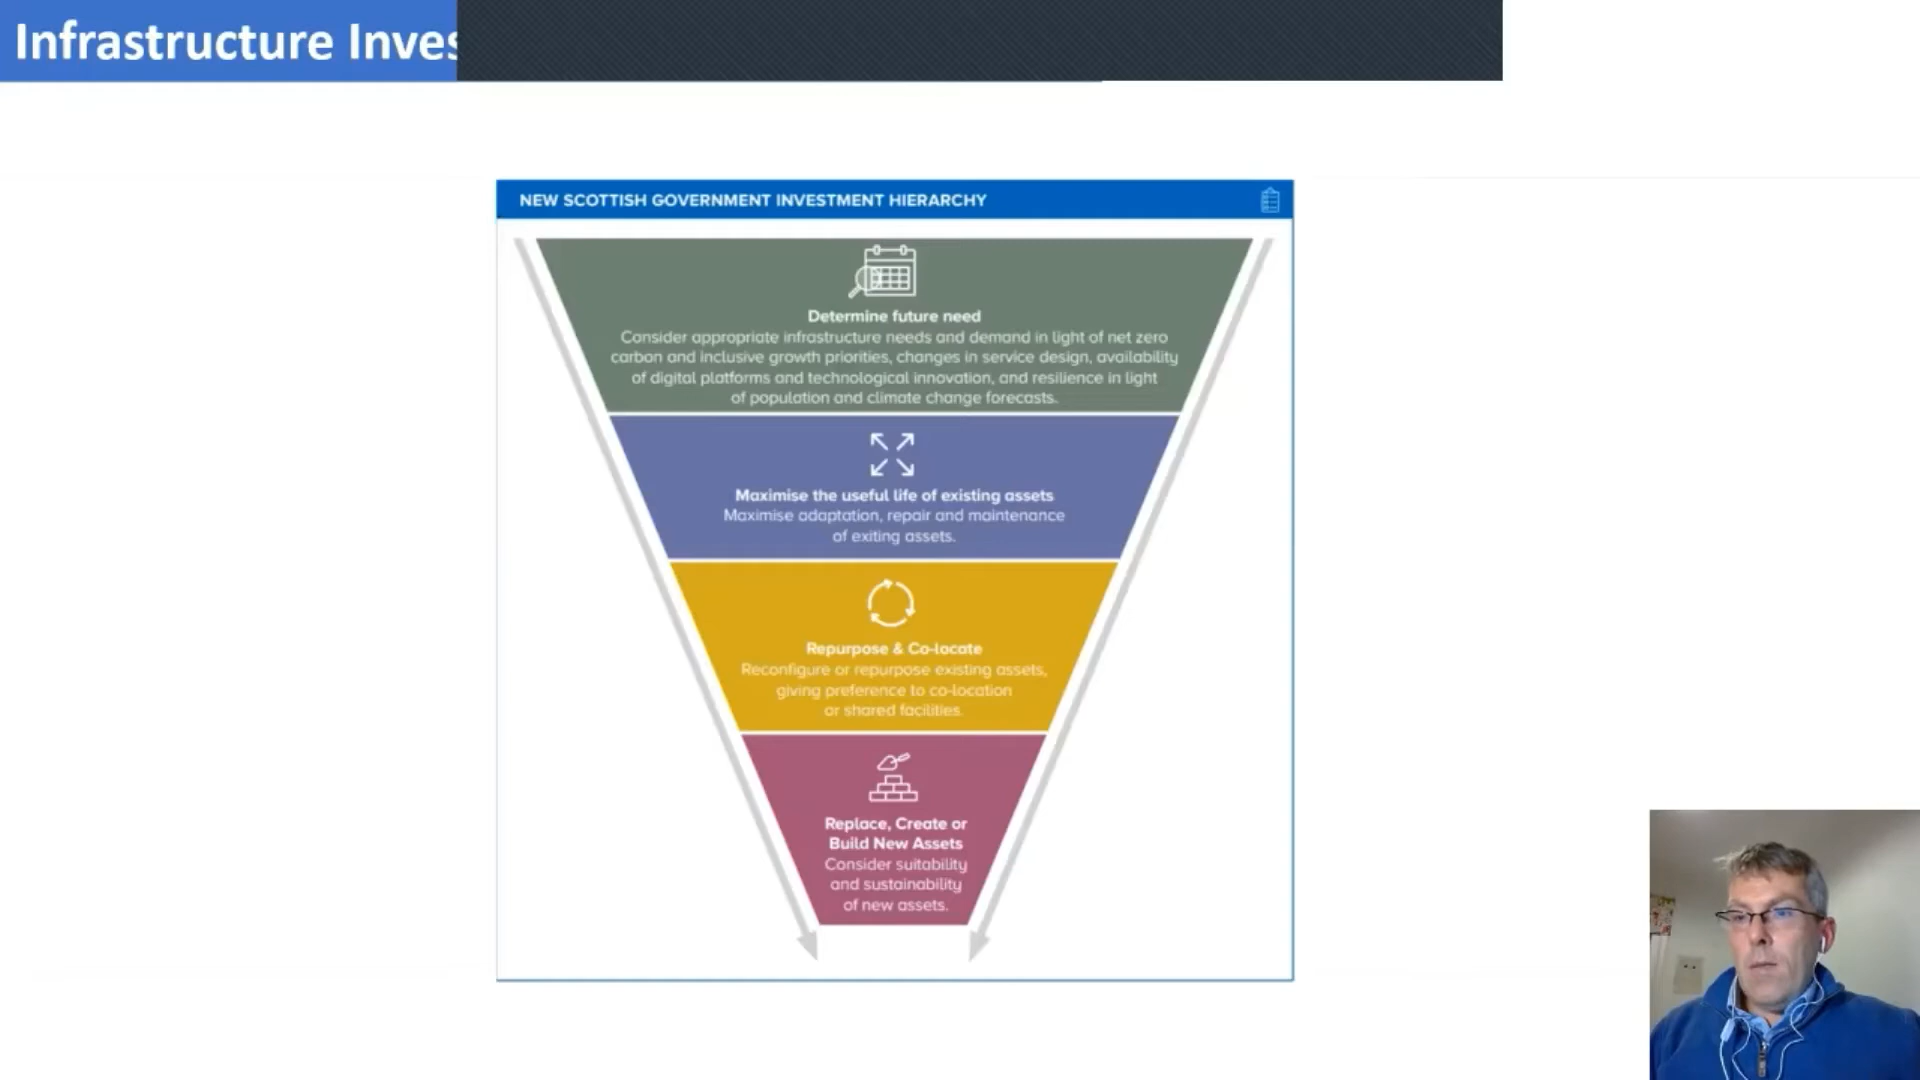 Infrastructure Inves
NEW SCOTTISH GOVERNMENT INVESTMENT HIERARCHY
Determine future need
Consider appropriate infrastructure needs and demand in light of net zero
carbon and inclusive growth priorities, changes in service design, availability
of digital platforms and technological innovation, and resilience in light
of population and climate change forecasts.
Maximise the useful life of existing assets
Maximise adaptation, repair and maintenance
of exiting assets.
Repurpose & Co-locate
Reconfigure or repurpose existing assets,
giving preference to co-location
or shared facilities.
Replace, Create or
Build New Assets
Consider suitability
and sustainability
of new assets.